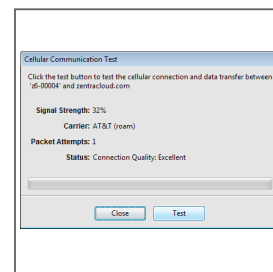 Cellular Communication Test
Click the test button to test the cellular connection and data transfer between
'z6-00004' and zentracloud.com
Signal Strength: 32%
Carrier: AT&T (roam)
Packet Attempts: 1
Status: Connection Quality: Excellent
Close Test